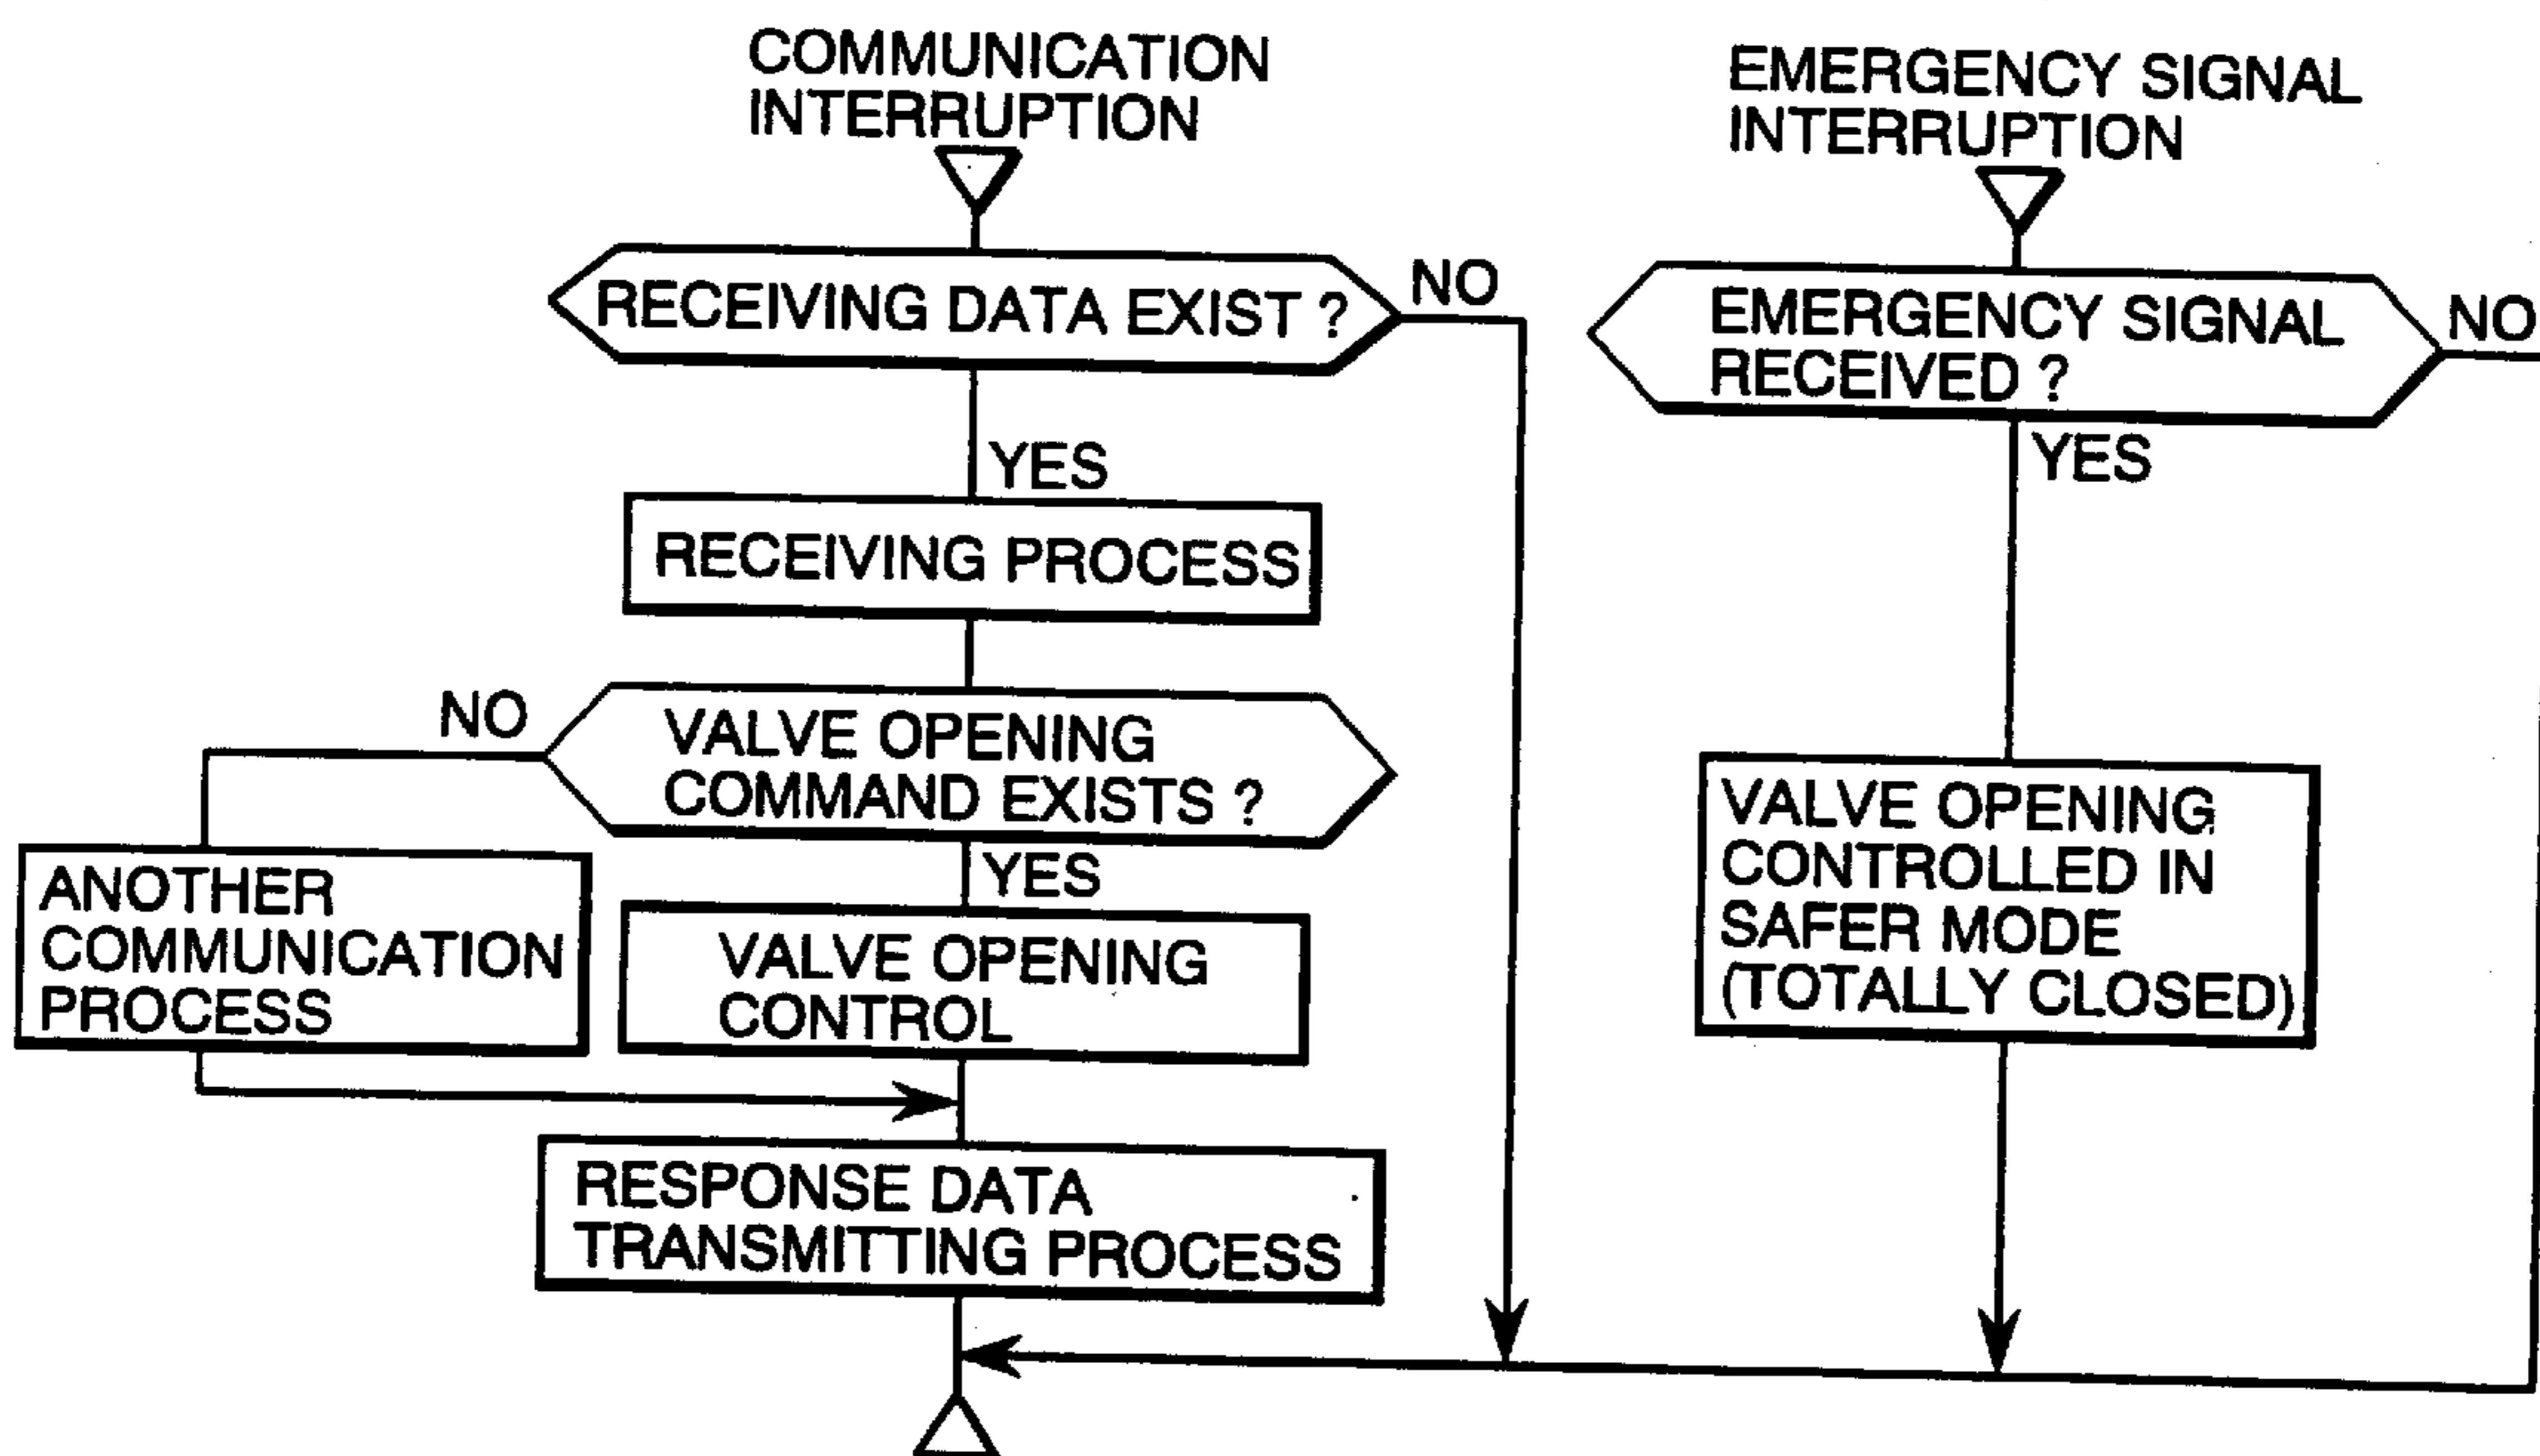 COMMUNICATION
INTERRUPTION
RECEIVING DATA EXIST ?
NO
YES
RECEIVING PROCESS
NO
VALVE OPENING
COMMAND EXISTS ?
YES
ANOTHER
COMMUNICATION
PROCESS
VALVE OPENING
CONTROL
RESPONSE DATA
TRANSMITTING PROCESS
EMERGENCY SIGNAL
INTERRUPTION
EMERGENCY SIGNAL
RECEIVED ?
NO
YES
VALVE OPENING
CONTROLLED IN
SAFER MODE
(TOTALLY CLOSED)